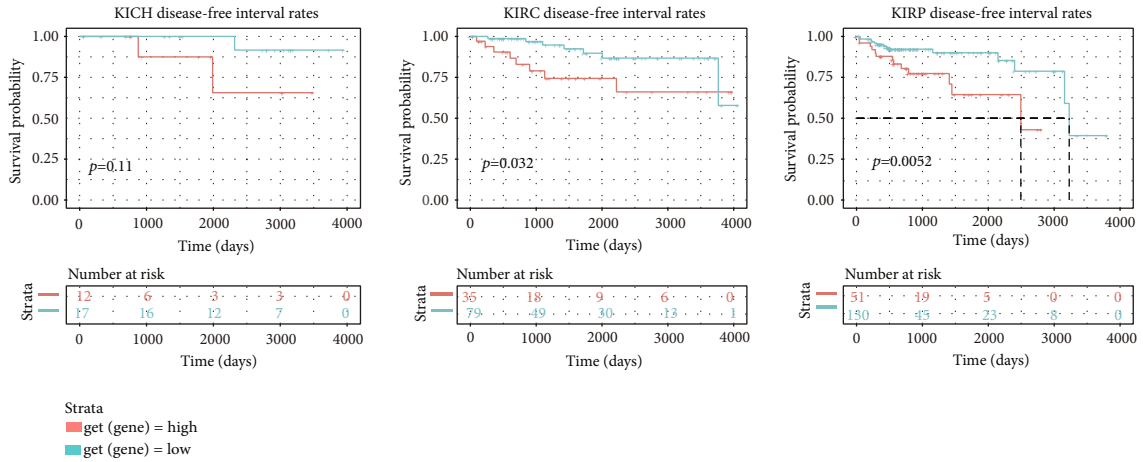 KICH disease-free interval rates
Survival probability
1.00
0.75
0.50
0.25
0.00
p=0.11
0 1000 2000 3000 4000
Time (days)
Number at risk
Strata
12 6 3 3 0
17 16 12 7 0
0 1000 2000 3000 4000
Time (days)
KIRC disease-free interval rates
Survival probability
1.00
0.75
0.50
0.25
0.00
p=0.032
0 1000 2000 3000 4000
Time (days)
Number at risk
Strata
35 18 9 6 0
79 49 30 13 1
0 1000 2000 3000 4000
Time (days)
KIRP disease-free interval rates
Survival probability
1.00
0.75
0.50
0.25
0.00
p=0.0052
0 1000 2000 3000 4000
Time (days)
Number at risk
Strata
51 19 5 0 0
130 45 23 8 0
0 1000 2000 3000 4000
Time (days)
Strata
get (gene) = high
get (gene) = low